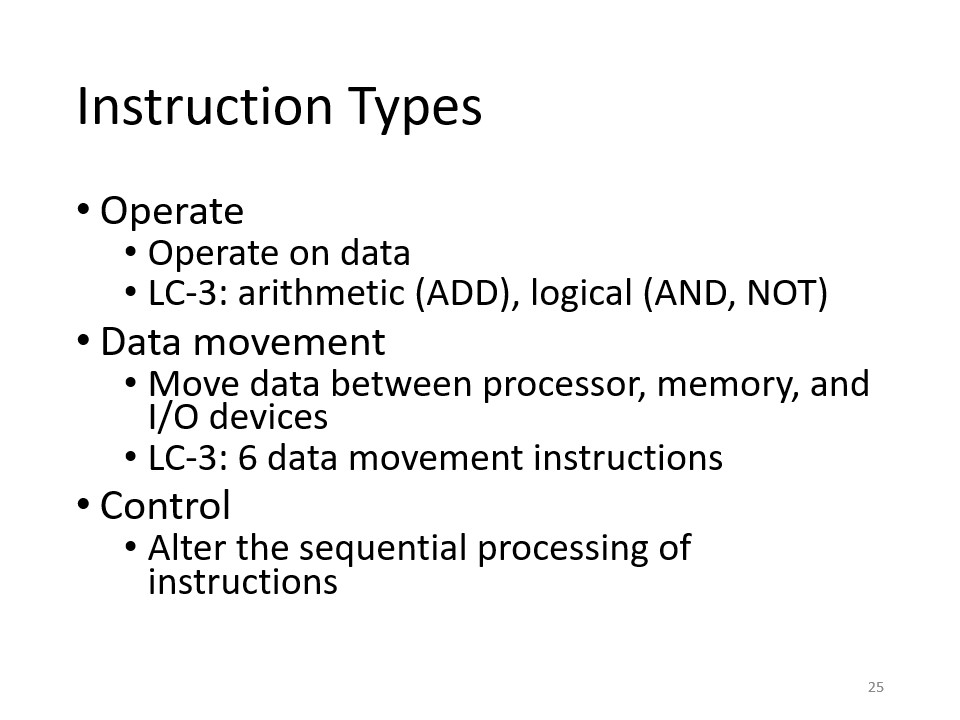 Instruction Types
• Operate
• Operate on data
• LC-3: arithmetic (ADD), logical (AND, NOT)
• Data movement
• Move data between processor, memory, and
I/O devices
• LC-3: 6 data movement instructions
• Control
• Alter the sequential processing of
instructions
25